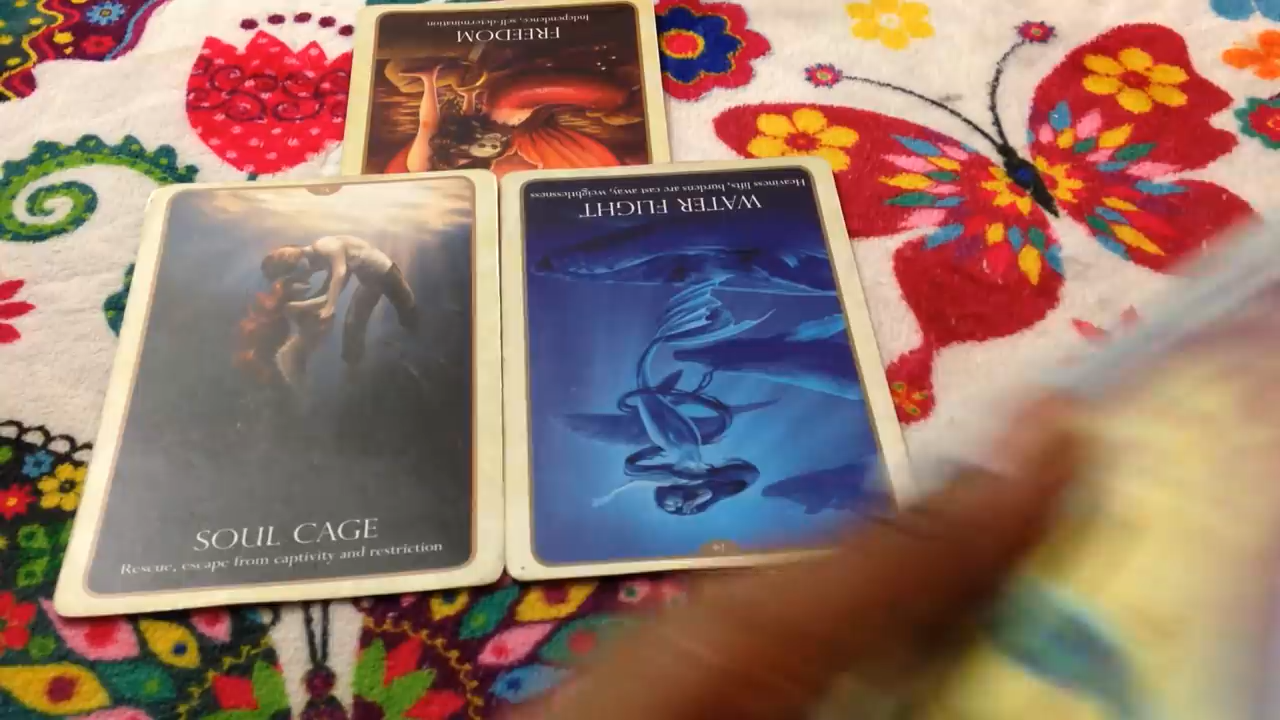 FREEDOM
Independence, self-determination
WATER FLIGHT
Heaviness lifts, burdens are cast away, weightlessness
SOUL CAGE
Rescue, escape from captivity and restriction